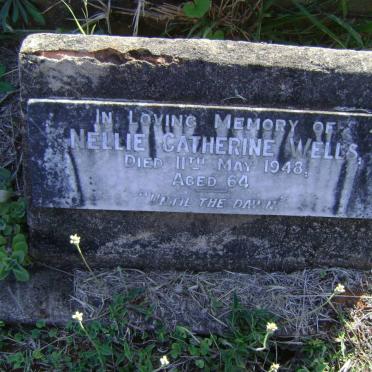 In Loving Memory of
Nellie Catherine Wells,
Died 11th May 1948,
Aged 64
"Until the Dawn"